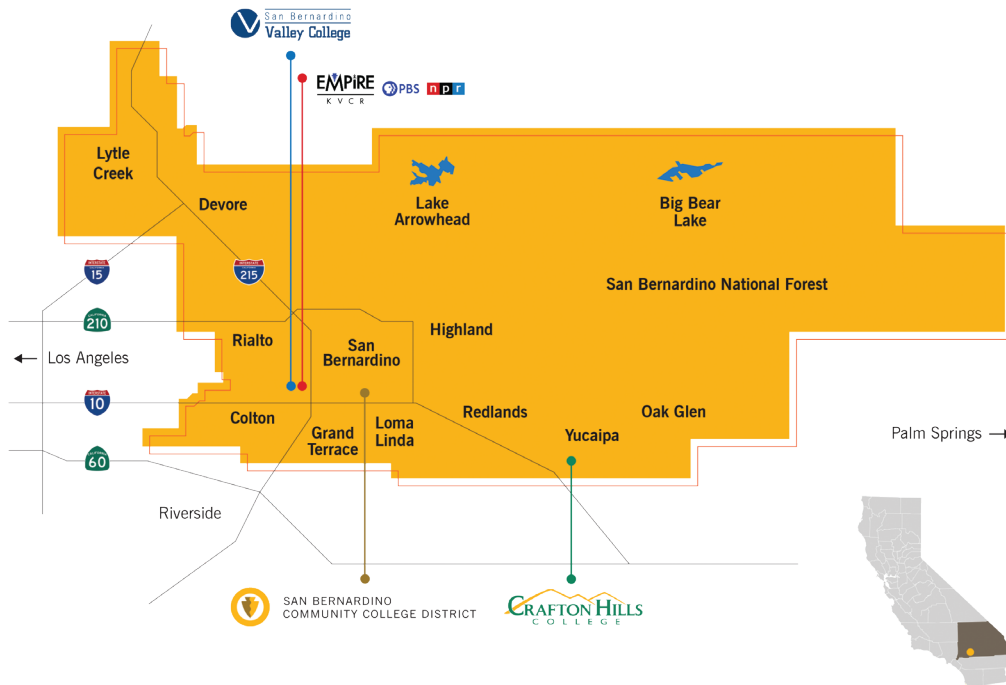 San Bernardino
Valley College
EMPIRE
KVCR
PBS
npr
Lytle
Creek
Devore
Lake
Arrowhead
Big Bear
Lake
15
215
San Bernardino National Forest
210
Rialto
San
Bernardino
Highland
Los Angeles
10
Colton
Grand
Terrace
Loma
Linda
Redlands
Yucaipa
Oak Glen
Palm Springs
60
Riverside
SAN BERNARDINO
COMMUNITY COLLEGE DISTRICT
CRAFTON HILLS
COLLEGE